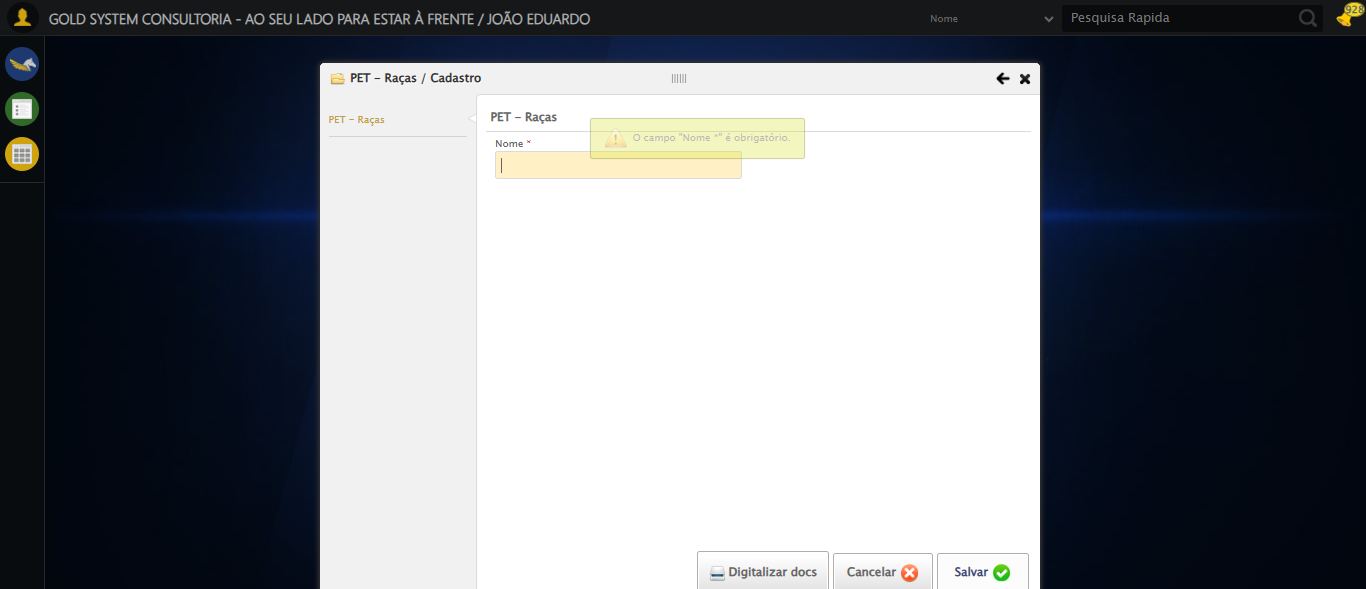 GOLD SYSTEM CONSULTORIA - AO SEU LADO PARA ESTAR À FRENTE / JOÃO EDUARDO
Nome
Pesquisa Rapida
928
PET - Raças / Cadastro
PET - Raças
PET - Raças
O campo "Nome *" é obrigatório.
Nome *
Digitalizar docs
Cancelar
Salvar